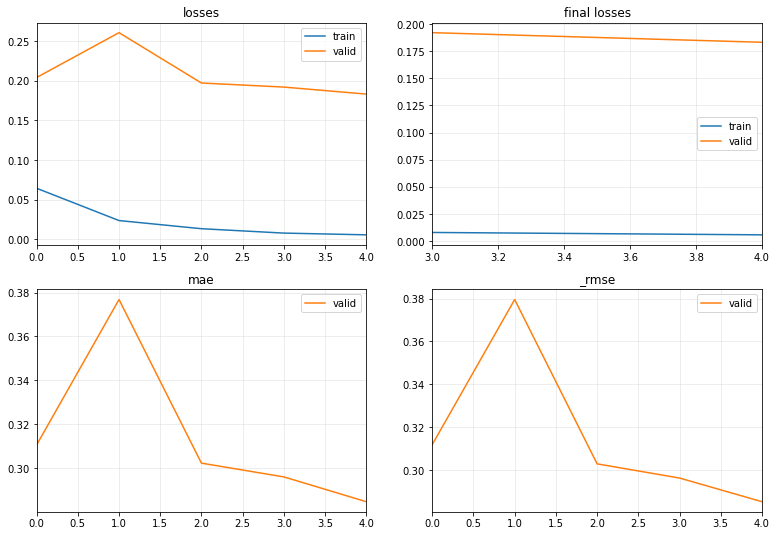 losses
0.25
0.20
0.15
0.10
0.05
0.00
train
valid
0.0 0.5 1.0 1.5 2.0 2.5 3.0 3.5 4.0
final losses
0.200
0.175
0.150
0.125
0.100
0.075
0.050
0.025
0.000
train
valid
3.0 3.2 3.4 3.6 3.8 4.0
mae
0.38
0.36
0.34
0.32
0.30
valid
0.0 0.5 1.0 1.5 2.0 2.5 3.0 3.5 4.0
_rmse
0.38
0.36
0.34
0.32
0.30
valid
0.0 0.5 1.0 1.5 2.0 2.5 3.0 3.5 4.0